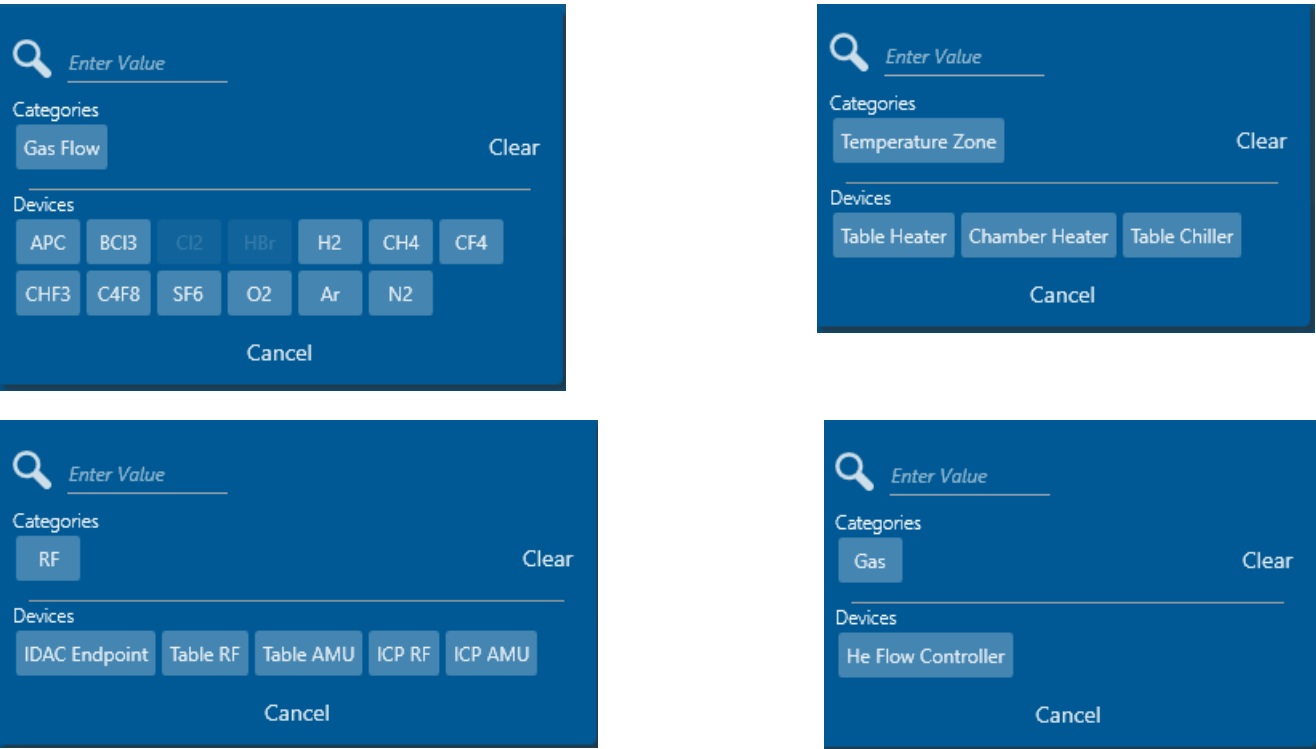 Enter Value
Categories
Gas Flow Clear
Devices
APC BCl3 Cl2 HBr H2 CH4 CF4
CHF3 C4F8 SF6 O2 Ar N2
Cancel
Enter Value
Categories
Temperature Zone Clear
Devices
Table Heater Chamber Heater Table Chiller
Cancel
Enter Value
Categories
RF Clear
Devices
IDAC Endpoint Table RF Table AMU ICP RF ICP AMU
Cancel
Enter Value
Categories
Gas Clear
Devices
He Flow Controller
Cancel